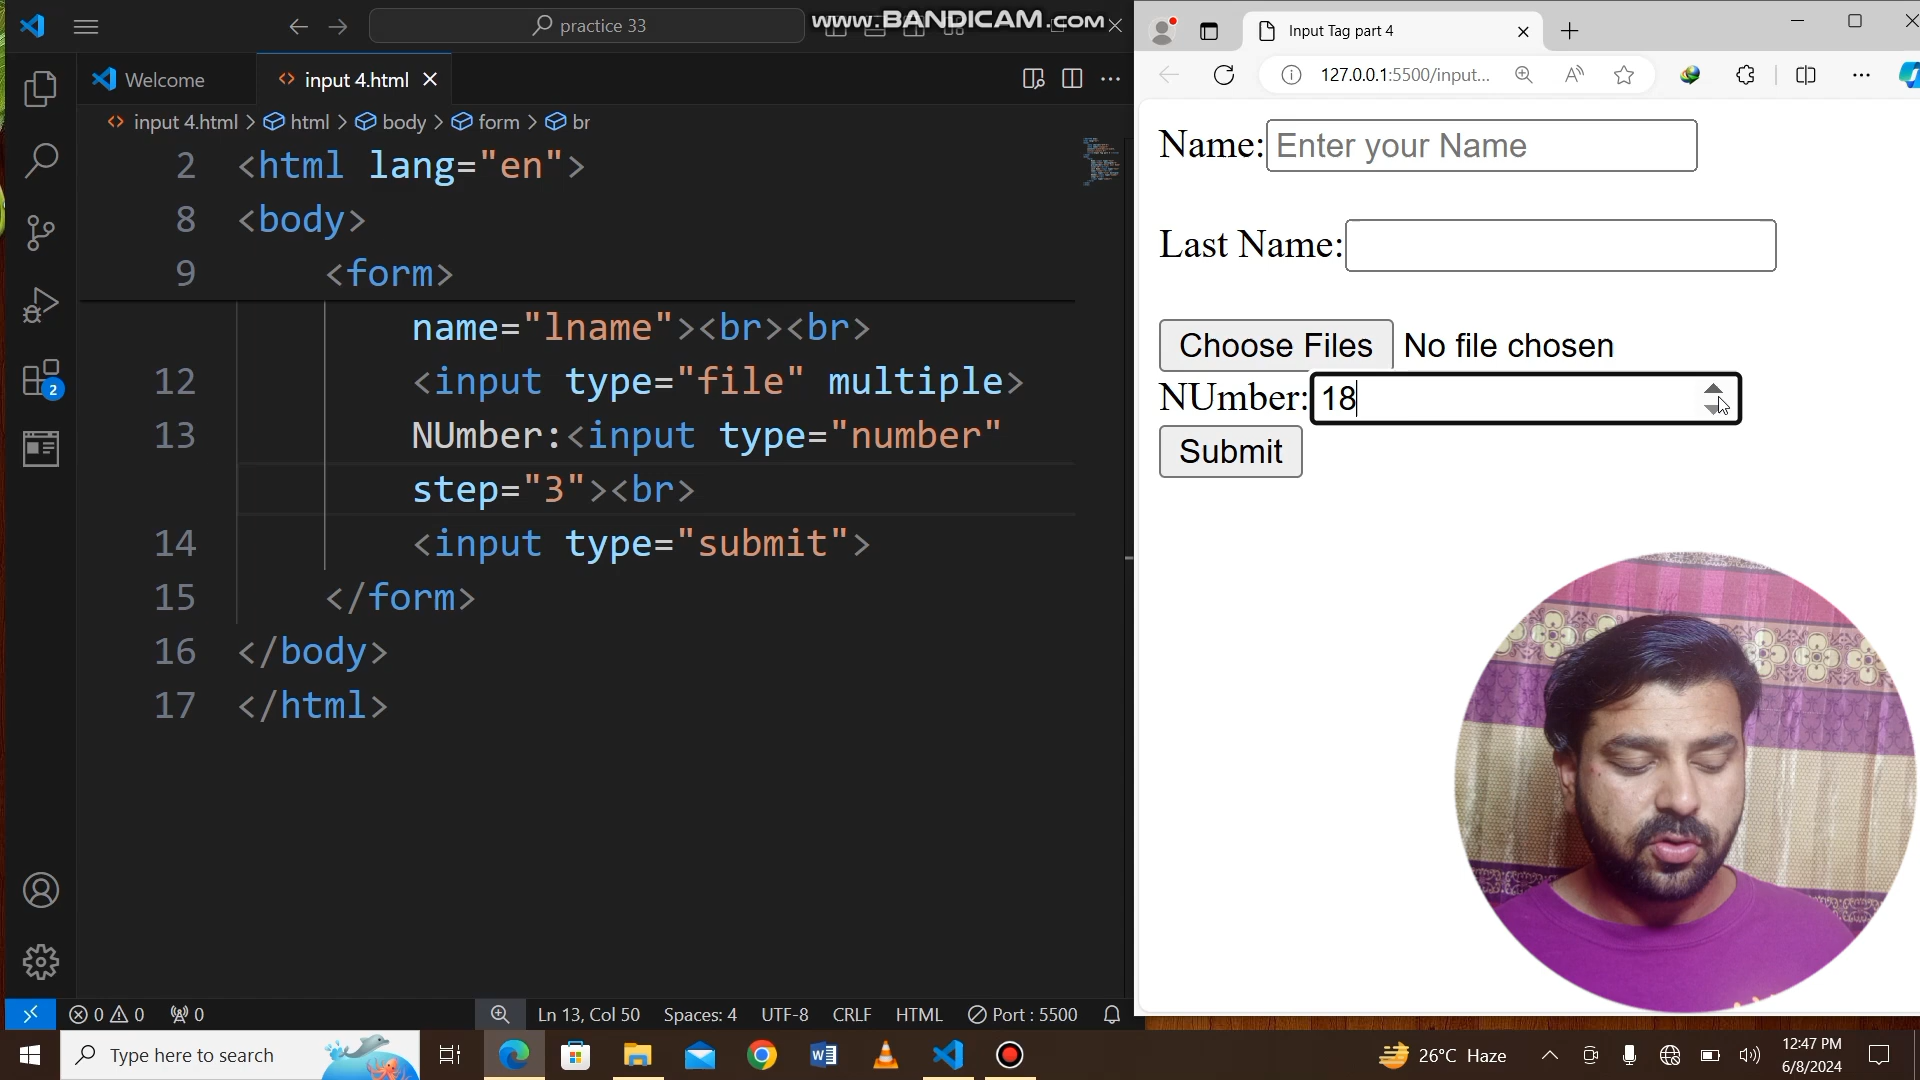 practice 33
www.BANDICAM.com
Welcome
<> input 4.html
<> input 4.html > html > body > form > br
2 <html lang="en">
8 <body>
9 <form>
name="lname"><br><br>
12 <input type="file" multiple>
13 NUmber:<input type="number"
step="3"><br>
14 <input type="submit">
15 </form>
16 </body>
17 </html>
2
0 0 0
Ln 13, Col 50 Spaces: 4 UTF-8 CRLF HTML Port : 5500
Input Tag part 4
127.0.0.1:5500/input...
Name: Enter your Name
Last Name:
Choose Files No file chosen
NUmber: 18
Submit
Type here to search
26°C Haze
12:47 PM
6/8/2024